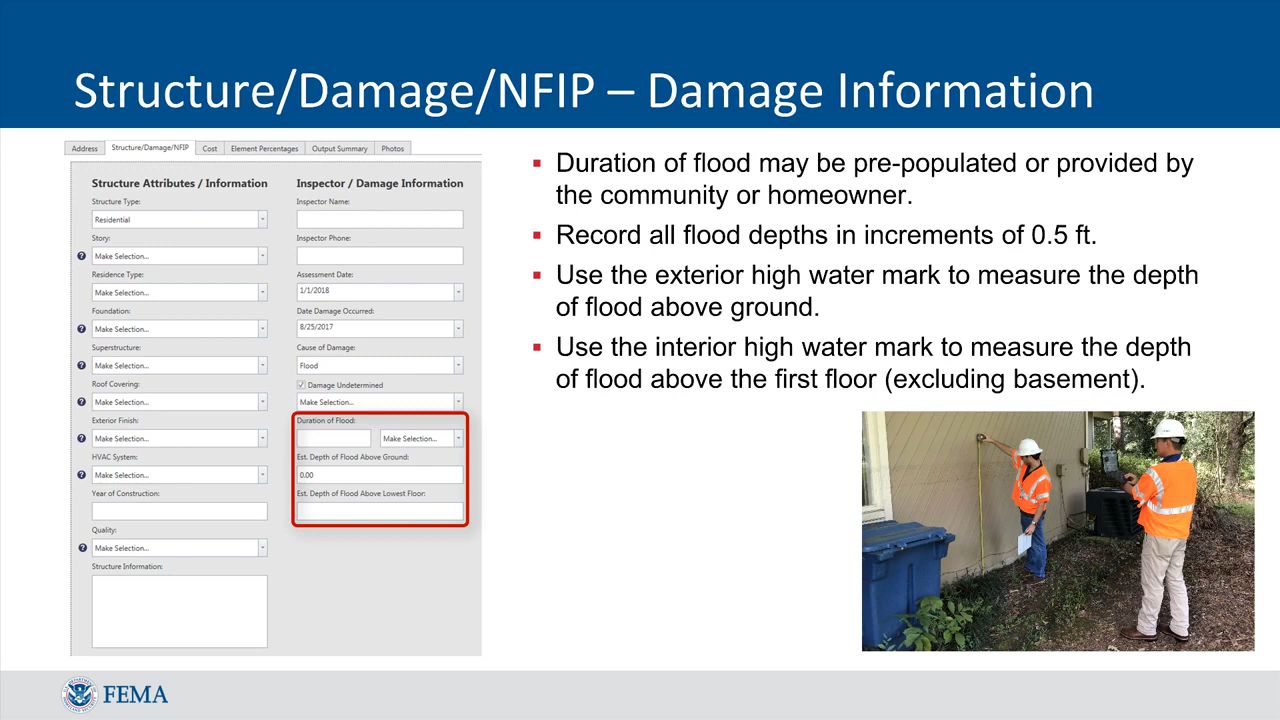 Structure/Damage/NFIP – Damage Information
Address Structure/Damage/NFIP Cost Element Percentages Output Summary Photos
Structure Attributes / Information
Structure Type:
Residential
Story:
Make Selection...
Residence Type:
Make Selection...
Foundation:
Make Selection...
Superstructure:
Make Selection...
Roof Covering:
Make Selection...
Exterior Finish:
Make Selection...
HVAC System:
Make Selection...
Year of Construction:
Quality:
Make Selection...
Structure Information:
Inspector / Damage Information
Inspector Name:
Inspector Phone:
Assessment Date:
1/1/2018
Date Damage Occurred:
8/25/2017
Cause of Damage:
Flood
Damage Undetermined
Make Selection...
Duration of Flood:
Make Selection...
Est. Depth of Flood Above Ground:
0.00
Est. Depth of Flood Above Lowest Floor:
▪ Duration of flood may be pre-populated or provided by
the community or homeowner.
▪ Record all flood depths in increments of 0.5 ft.
▪ Use the exterior high water mark to measure the depth
of flood above ground.
▪ Use the interior high water mark to measure the depth
of flood above the first floor (excluding basement).
FEMA